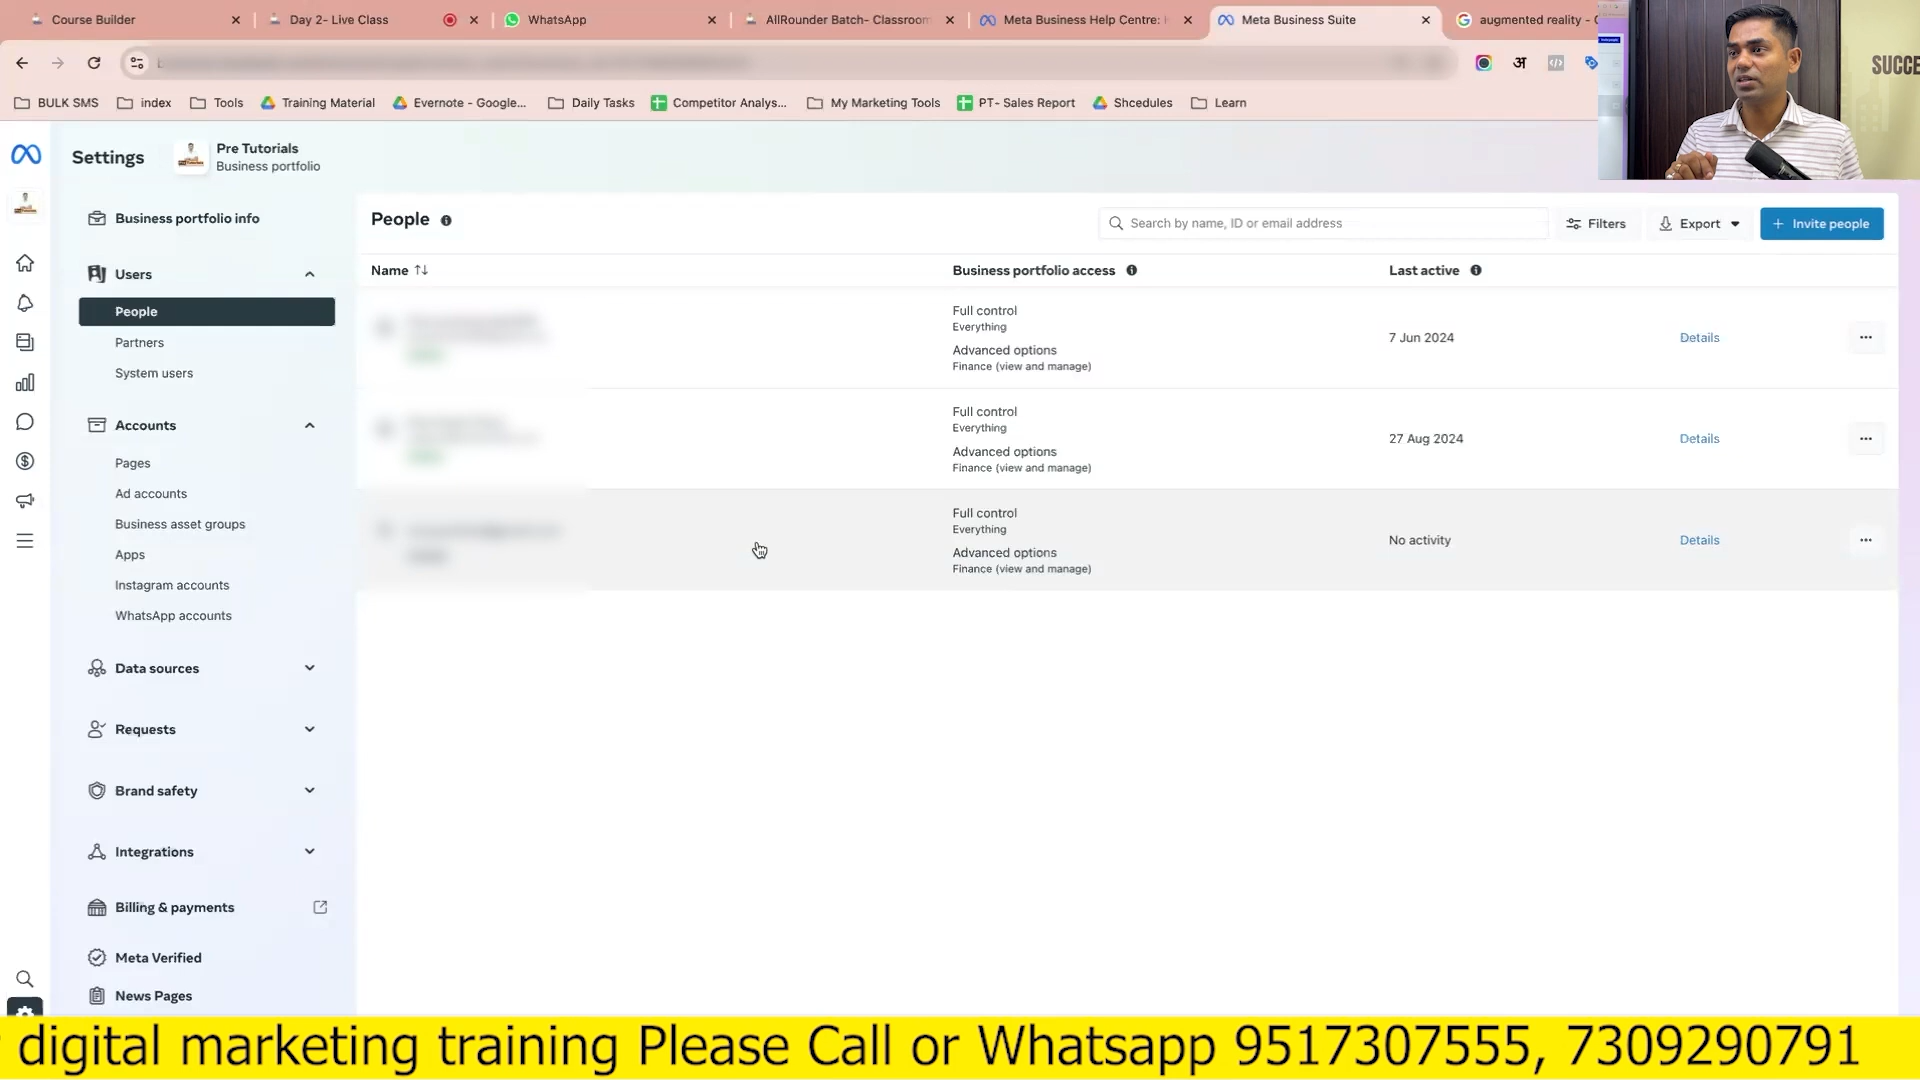 Course Builder
Day 2- Live Class
WhatsApp
AllRounder Batch- Classroom
Meta Business Help Centre:
Meta Business Suite
augmented reality -
BULK SMS
index
Tools
Training Material
Evernote - Google...
Daily Tasks
Competitor Analys...
My Marketing Tools
PT- Sales Report
Shcedules
Learn
SUCCE
Settings
Pre Tutorials
Business portfolio
Business portfolio info
Users
People
Partners
System users
Accounts
Pages
Ad accounts
Business asset groups
Apps
Instagram accounts
WhatsApp accounts
Data sources
Requests
Brand safety
Integrations
Billing & payments
Meta Verified
News Pages
People
Search by name, ID or email address
Filters
Export
+ Invite people
Name
Business portfolio access
Last active
Full control
Everything
Advanced options
Finance (view and manage)
7 Jun 2024
Details
Full control
Everything
Advanced options
Finance (view and manage)
27 Aug 2024
Details
Full control
Everything
Advanced options
Finance (view and manage)
No activity
Details
digital marketing training Please Call or Whatsapp 9517307555, 7309290791